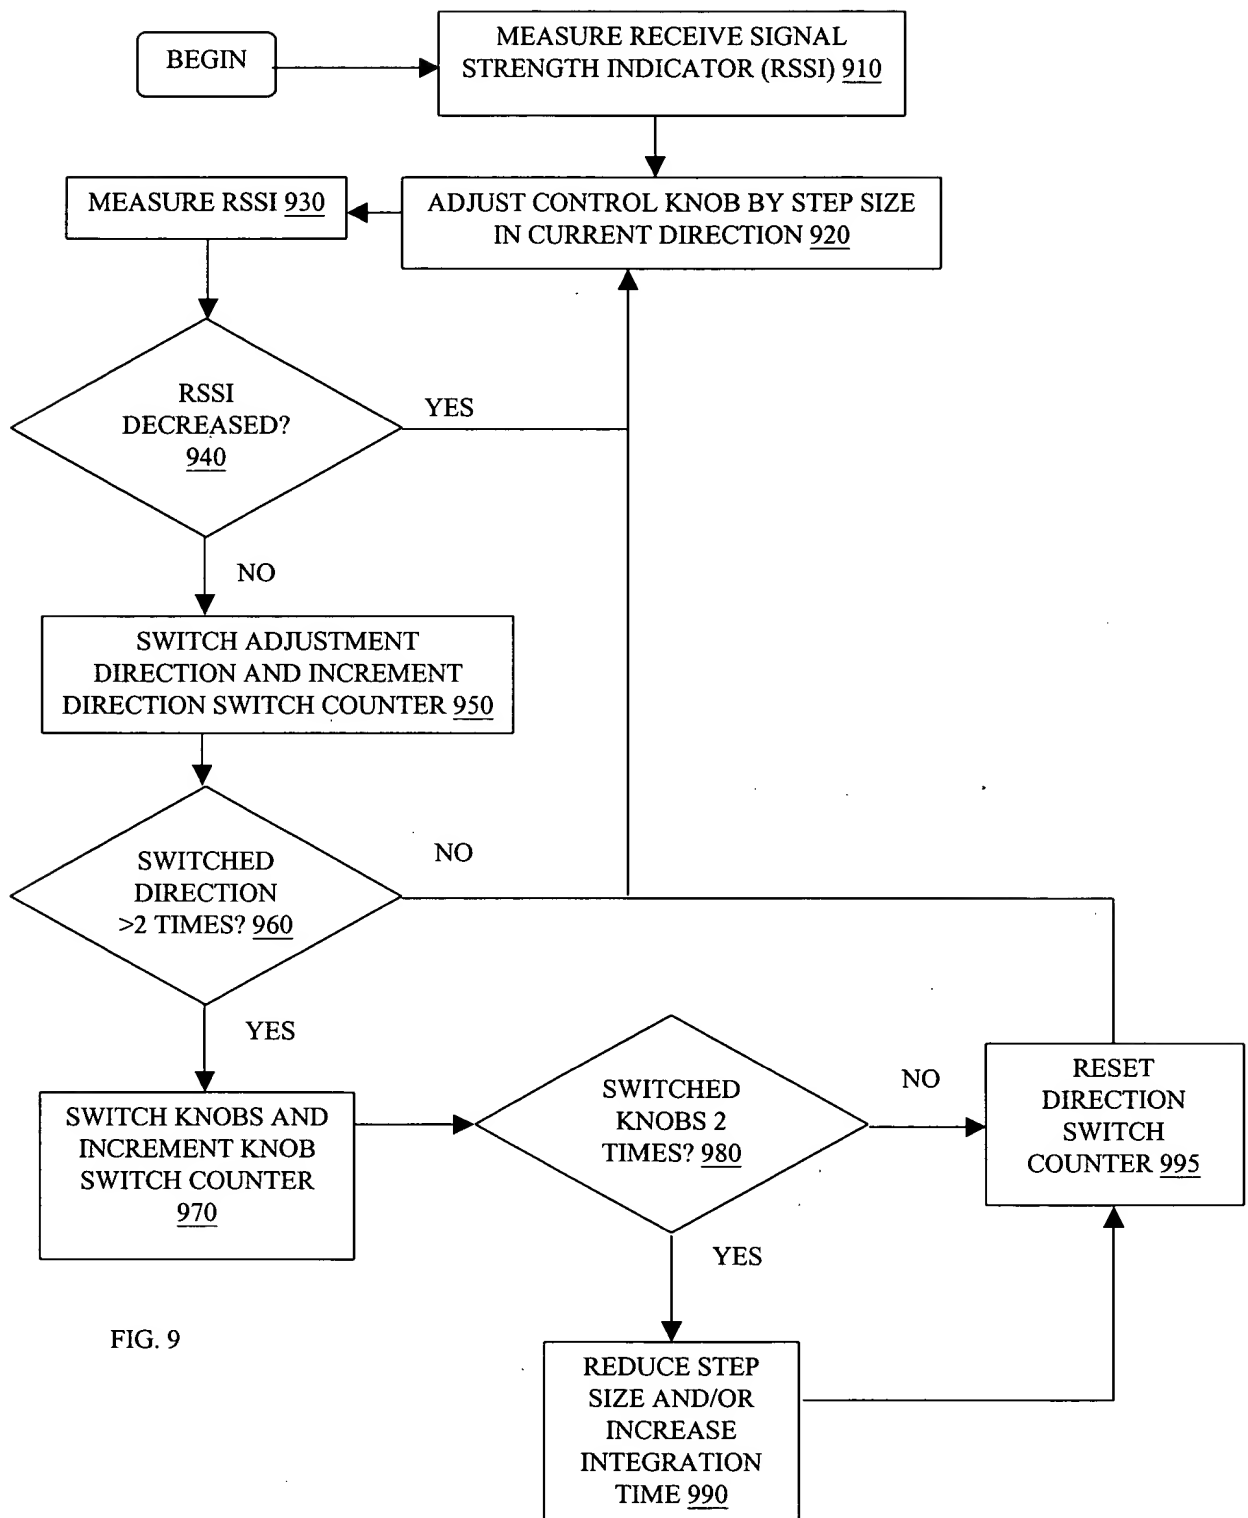 BEGIN
MEASURE RECEIVE SIGNAL
STRENGTH INDICATOR (RSSI) 910
MEASURE RSSI 930
ADJUST CONTROL KNOB BY STEP SIZE
IN CURRENT DIRECTION 920
RSSI
DECREASED?
940
YES
NO
SWITCH ADJUSTMENT
DIRECTION AND INCREMENT
DIRECTION SWITCH COUNTER 950
SWITCHED
DIRECTION
>2 TIMES? 960
NO
YES
SWITCH KNOBS AND
INCREMENT KNOB
SWITCH COUNTER
970
SWITCHED
KNOBS 2
TIMES? 980
NO
RESET
DIRECTION
SWITCH
COUNTER 995
YES
REDUCE STEP
SIZE AND/OR
INCREASE
INTEGRATION
TIME 990
FIG. 9